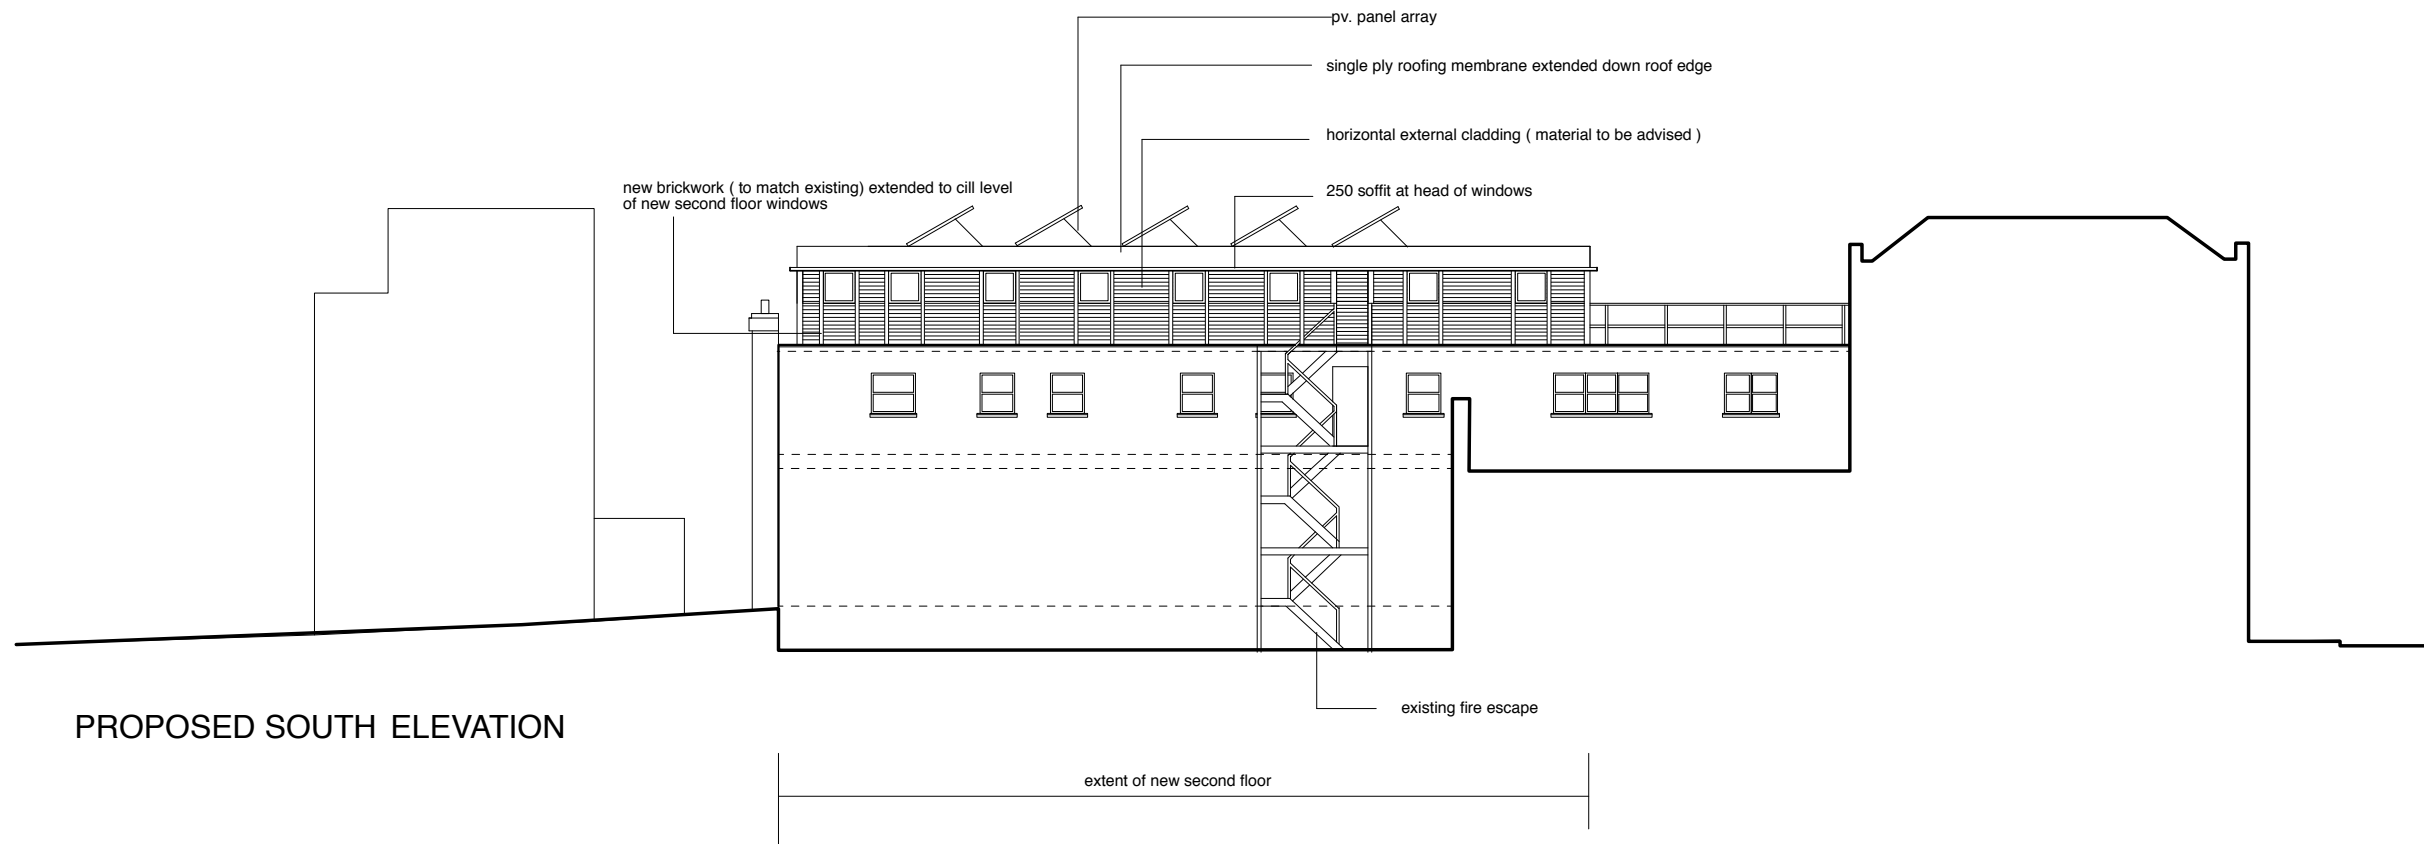 pv. panel array
single ply roofing membrane extended down roof edge
horizontal external cladding ( material to be advised )
new brickwork ( to match existing) extended to cill level
of new second floor windows
250 soffit at head of windows
existing fire escape
PROPOSED SOUTH ELEVATION
extent of new second floor